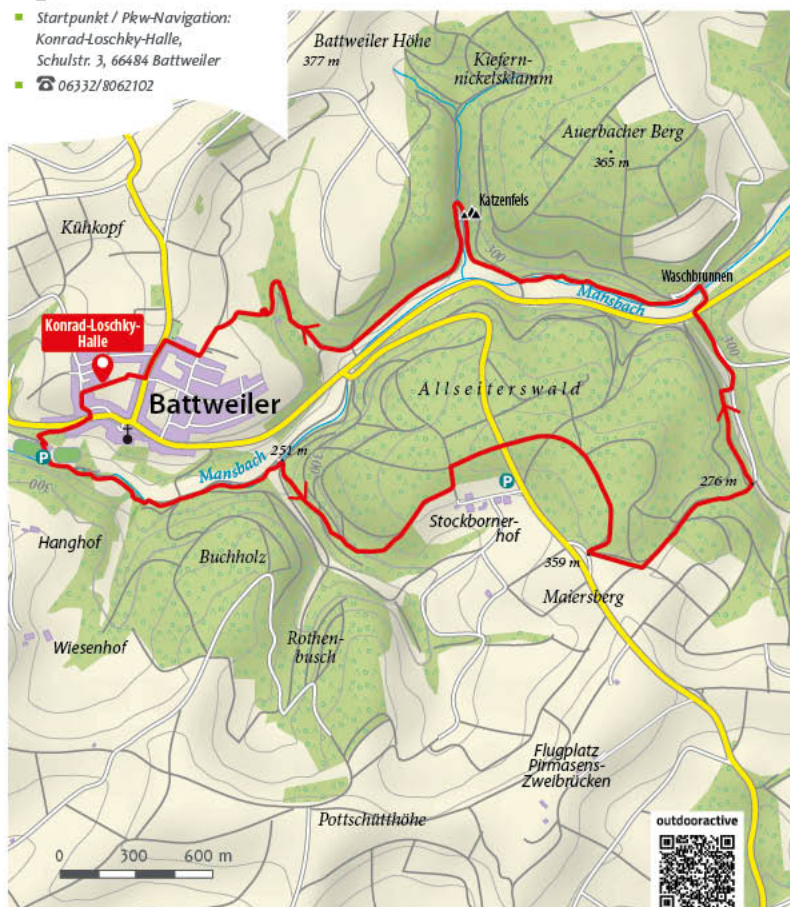 Startpunkt / Pkw-Navigation:
Konrad-Loschky-Halle,
Schulstr. 3, 66484 Battweiler
☎ 06332/8062102
Battweiler Höhe
377 m
Kiefern-
nickelsklamm
Auerbacher Berg
365 m
Katzenfels
Kühkopf
300
Waschbrunnen
Mansbach
Konrad-Loschky-
Halle
300
Allseiterswald
Battweiler
251 m
Mansbach
P
300
300
276 m
P
Stockborner-
hof
Hanghof
Buchholz
359 m
Maiersberg
Wiesenhof
Rothen-
busch
Flugplatz
Pirmasens-
Zweibrücken
Pottschütthöhe
outdooractive
0 300 600 m